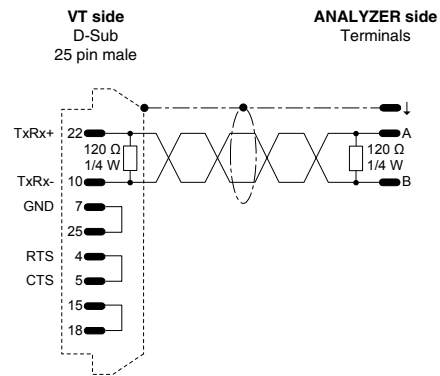 VT side
D-Sub
25 pin male
ANALYZER side
Terminals
TxRx+ 22
A
120 Ω
1/4 W
120 Ω
1/4 W
TxRx- 10
B
GND 7
25
RTS 4
CTS 5
15
18